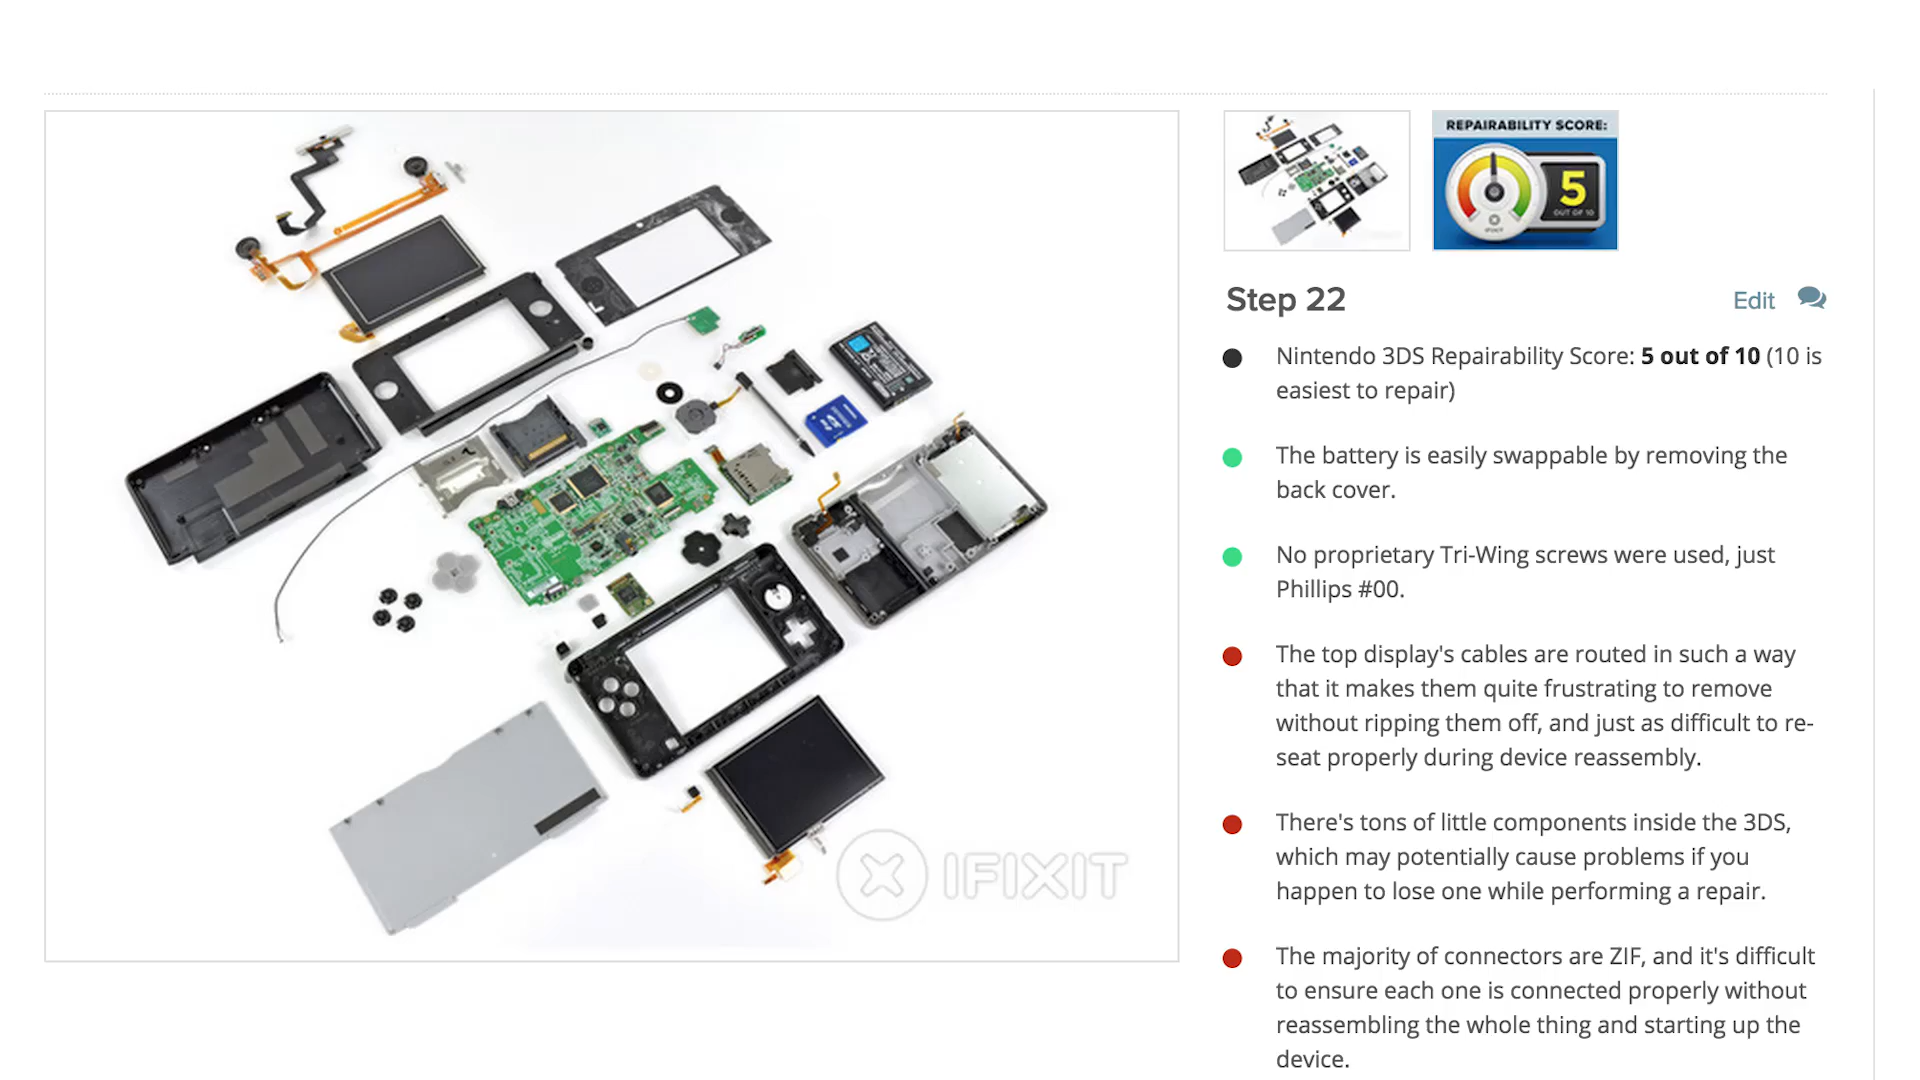 IFIXIT
REPAIRABILITY SCORE:
5
OUT OF 10
IFIXIT
Step 22
Edit
Nintendo 3DS Repairability Score: 5 out of 10 (10 is
easiest to repair)
The battery is easily swappable by removing the
back cover.
No proprietary Tri-Wing screws were used, just
Phillips #00.
The top display's cables are routed in such a way
that it makes them quite frustrating to remove
without ripping them off, and just as difficult to re-
seat properly during device reassembly.
There's tons of little components inside the 3DS,
which may potentially cause problems if you
happen to lose one while performing a repair.
The majority of connectors are ZIF, and it's difficult
to ensure each one is connected properly without
reassembling the whole thing and starting up the
device.